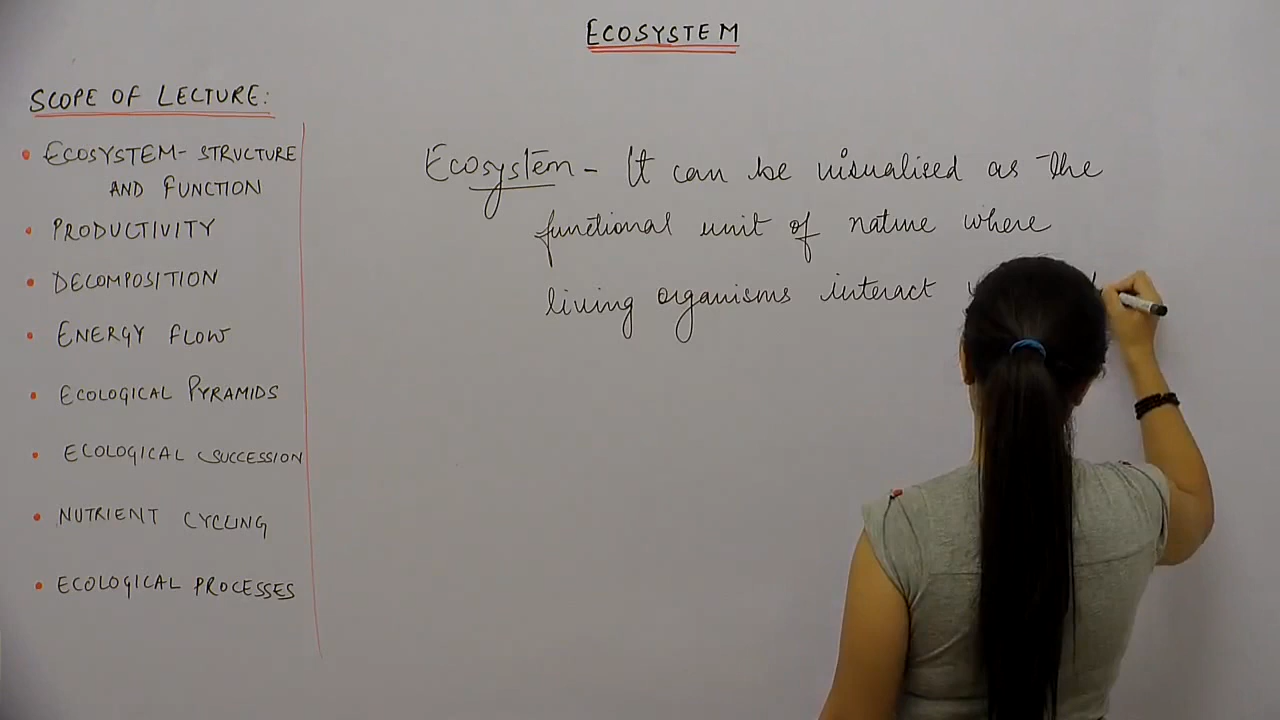 ECOSYSTEM
SCOPE OF LECTURE:
• ECOSYSTEM- STRUCTURE
AND FUNCTION
• PRODUCTIVITY
• DECOMPOSITION
• ENERGY FLOW
• ECOLOGICAL PYRAMIDS
• ECOLOGICAL SUCCESSION
• NUTRIENT CYCLING
• ECOLOGICAL PROCESSES
Ecosystem - It can be visualised as the
functional unit of nature where
living organisms interact